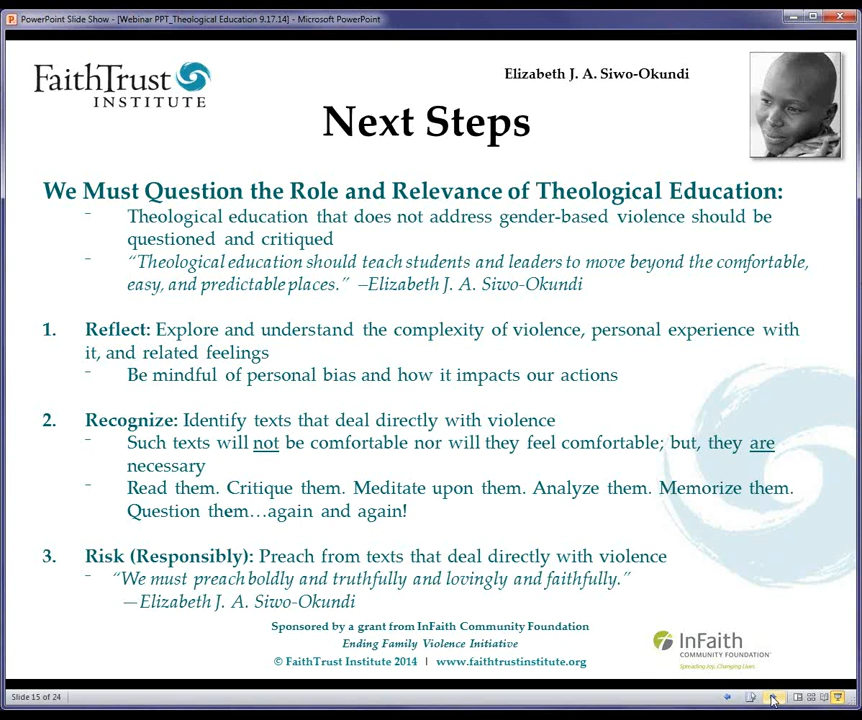 PowerPoint Slide Show - [Webinar PPT_Theological Education 9.17.14] - Microsoft PowerPoint
FaithTrust
INSTITUTE
Elizabeth J. A. Siwo-Okundi
Next Steps
We Must Question the Role and Relevance of Theological Education:
- Theological education that does not address gender-based violence should be
questioned and critiqued
- “Theological education should teach students and leaders to move beyond the comfortable,
easy, and predictable places.” –Elizabeth J. A. Siwo-Okundi
1. Reflect: Explore and understand the complexity of violence, personal experience with
it, and related feelings
- Be mindful of personal bias and how it impacts our actions
2. Recognize: Identify texts that deal directly with violence
- Such texts will not be comfortable nor will they feel comfortable; but, they are
necessary
- Read them. Critique them. Meditate upon them. Analyze them. Memorize them.
Question them…again and again!
3. Risk (Responsibly): Preach from texts that deal directly with violence
- “We must preach boldly and truthfully and lovingly and faithfully.”
—Elizabeth J. A. Siwo-Okundi
Sponsored by a grant from InFaith Community Foundation
Ending Family Violence Initiative
© FaithTrust Institute 2014 | www.faithtrustinstitute.org
InFaith
COMMUNITY FOUNDATION
Spreading Joy. Changing Lives.
Slide 15 of 24